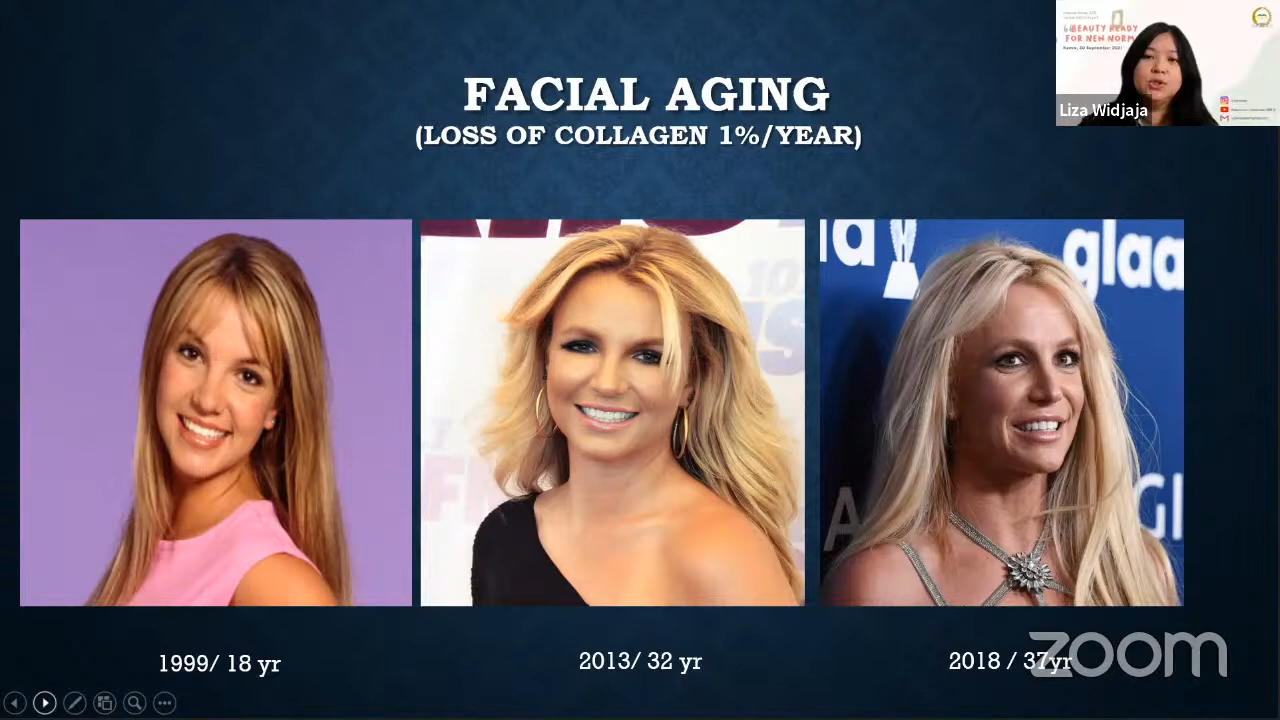 FACIAL AGING
(LOSS OF COLLAGEN 1%/YEAR)
BEAUTY READY
FOR NEW NORM
Liza Widjaja
glaad
1999/ 18 yr
2013/ 32 yr
2018 / 37yr
zoom